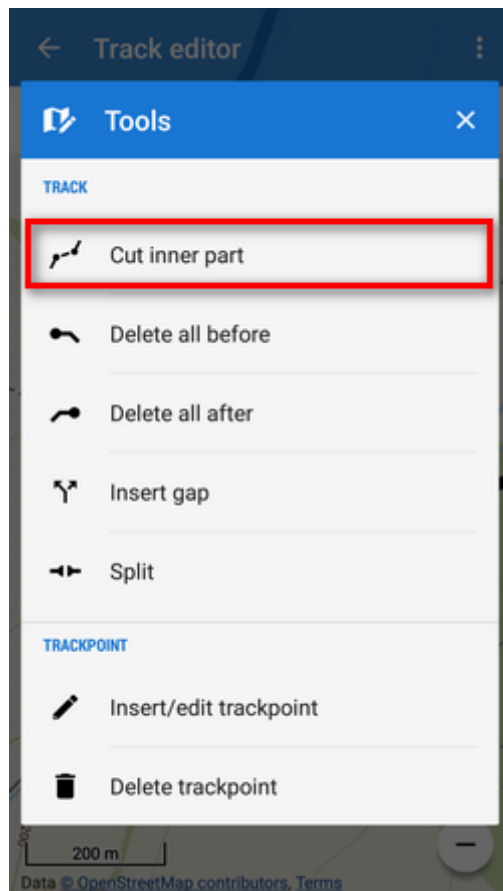 Track editor
Tools
TRACK
Cut inner part
Delete all before
Delete all after
Insert gap
Split
TRACKPOINT
Insert/edit trackpoint
Delete trackpoint
200
200 m
Data © OpenStreetMap contributors, Terms